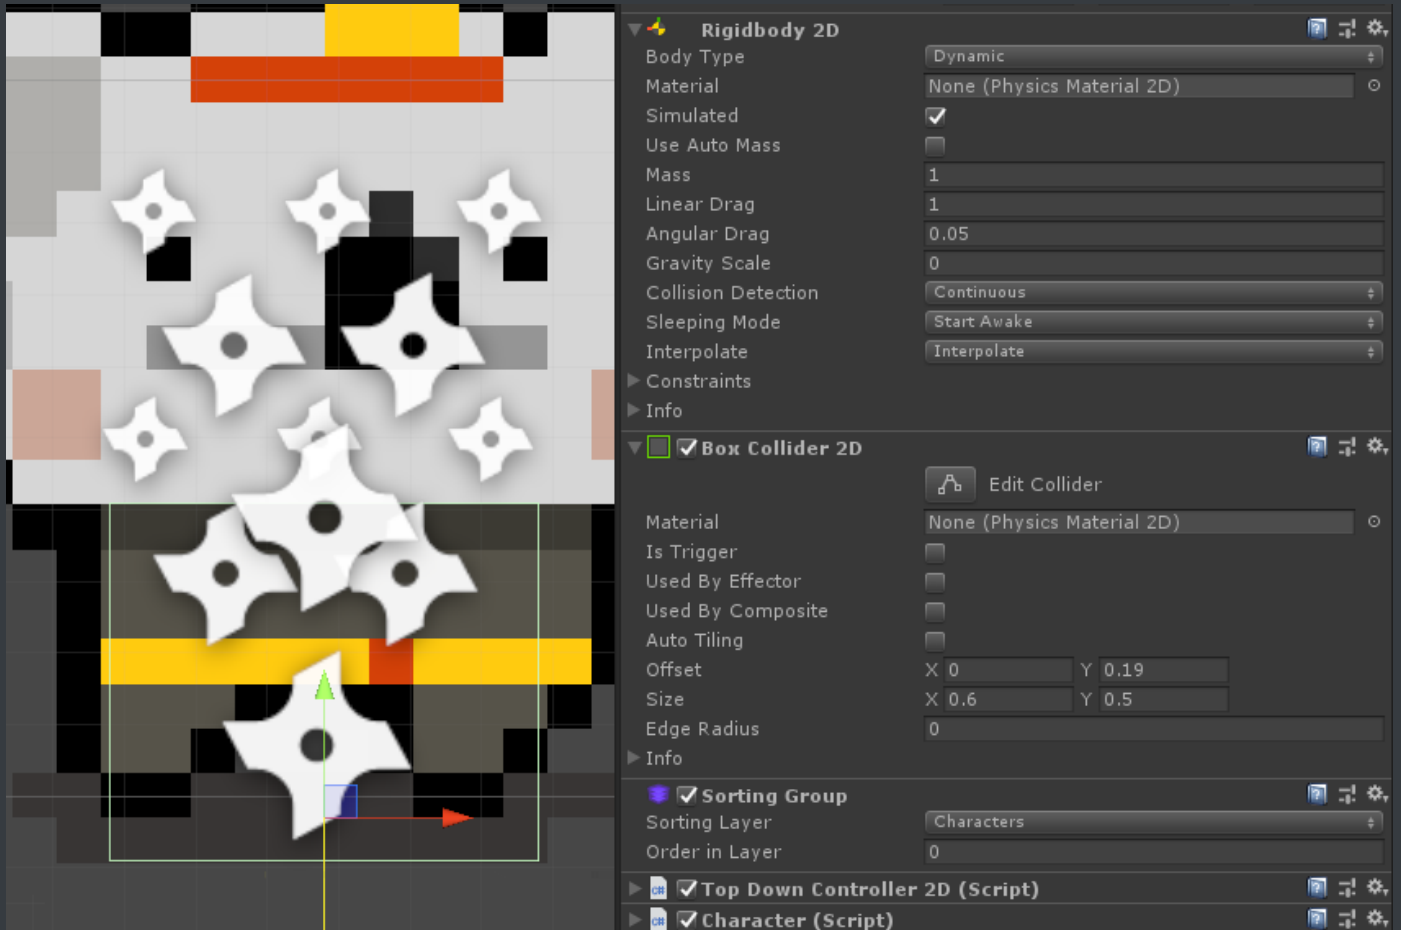 Rigidbody 2D
Body Type Dynamic
Material None (Physics Material 2D)
Simulated
Use Auto Mass
Mass 1
Linear Drag 1
Angular Drag 0.05
Gravity Scale 0
Collision Detection Continuous
Sleeping Mode Start Awake
Interpolate Interpolate
Constraints
Info
Box Collider 2D
Edit Collider
Material None (Physics Material 2D)
Is Trigger
Used By Effector
Used By Composite
Auto Tiling
Offset X 0 Y 0.19
Size X 0.6 Y 0.5
Edge Radius 0
Info
Sorting Group
Sorting Layer Characters
Order in Layer 0
c# Top Down Controller 2D (Script)
c# Character (Script)